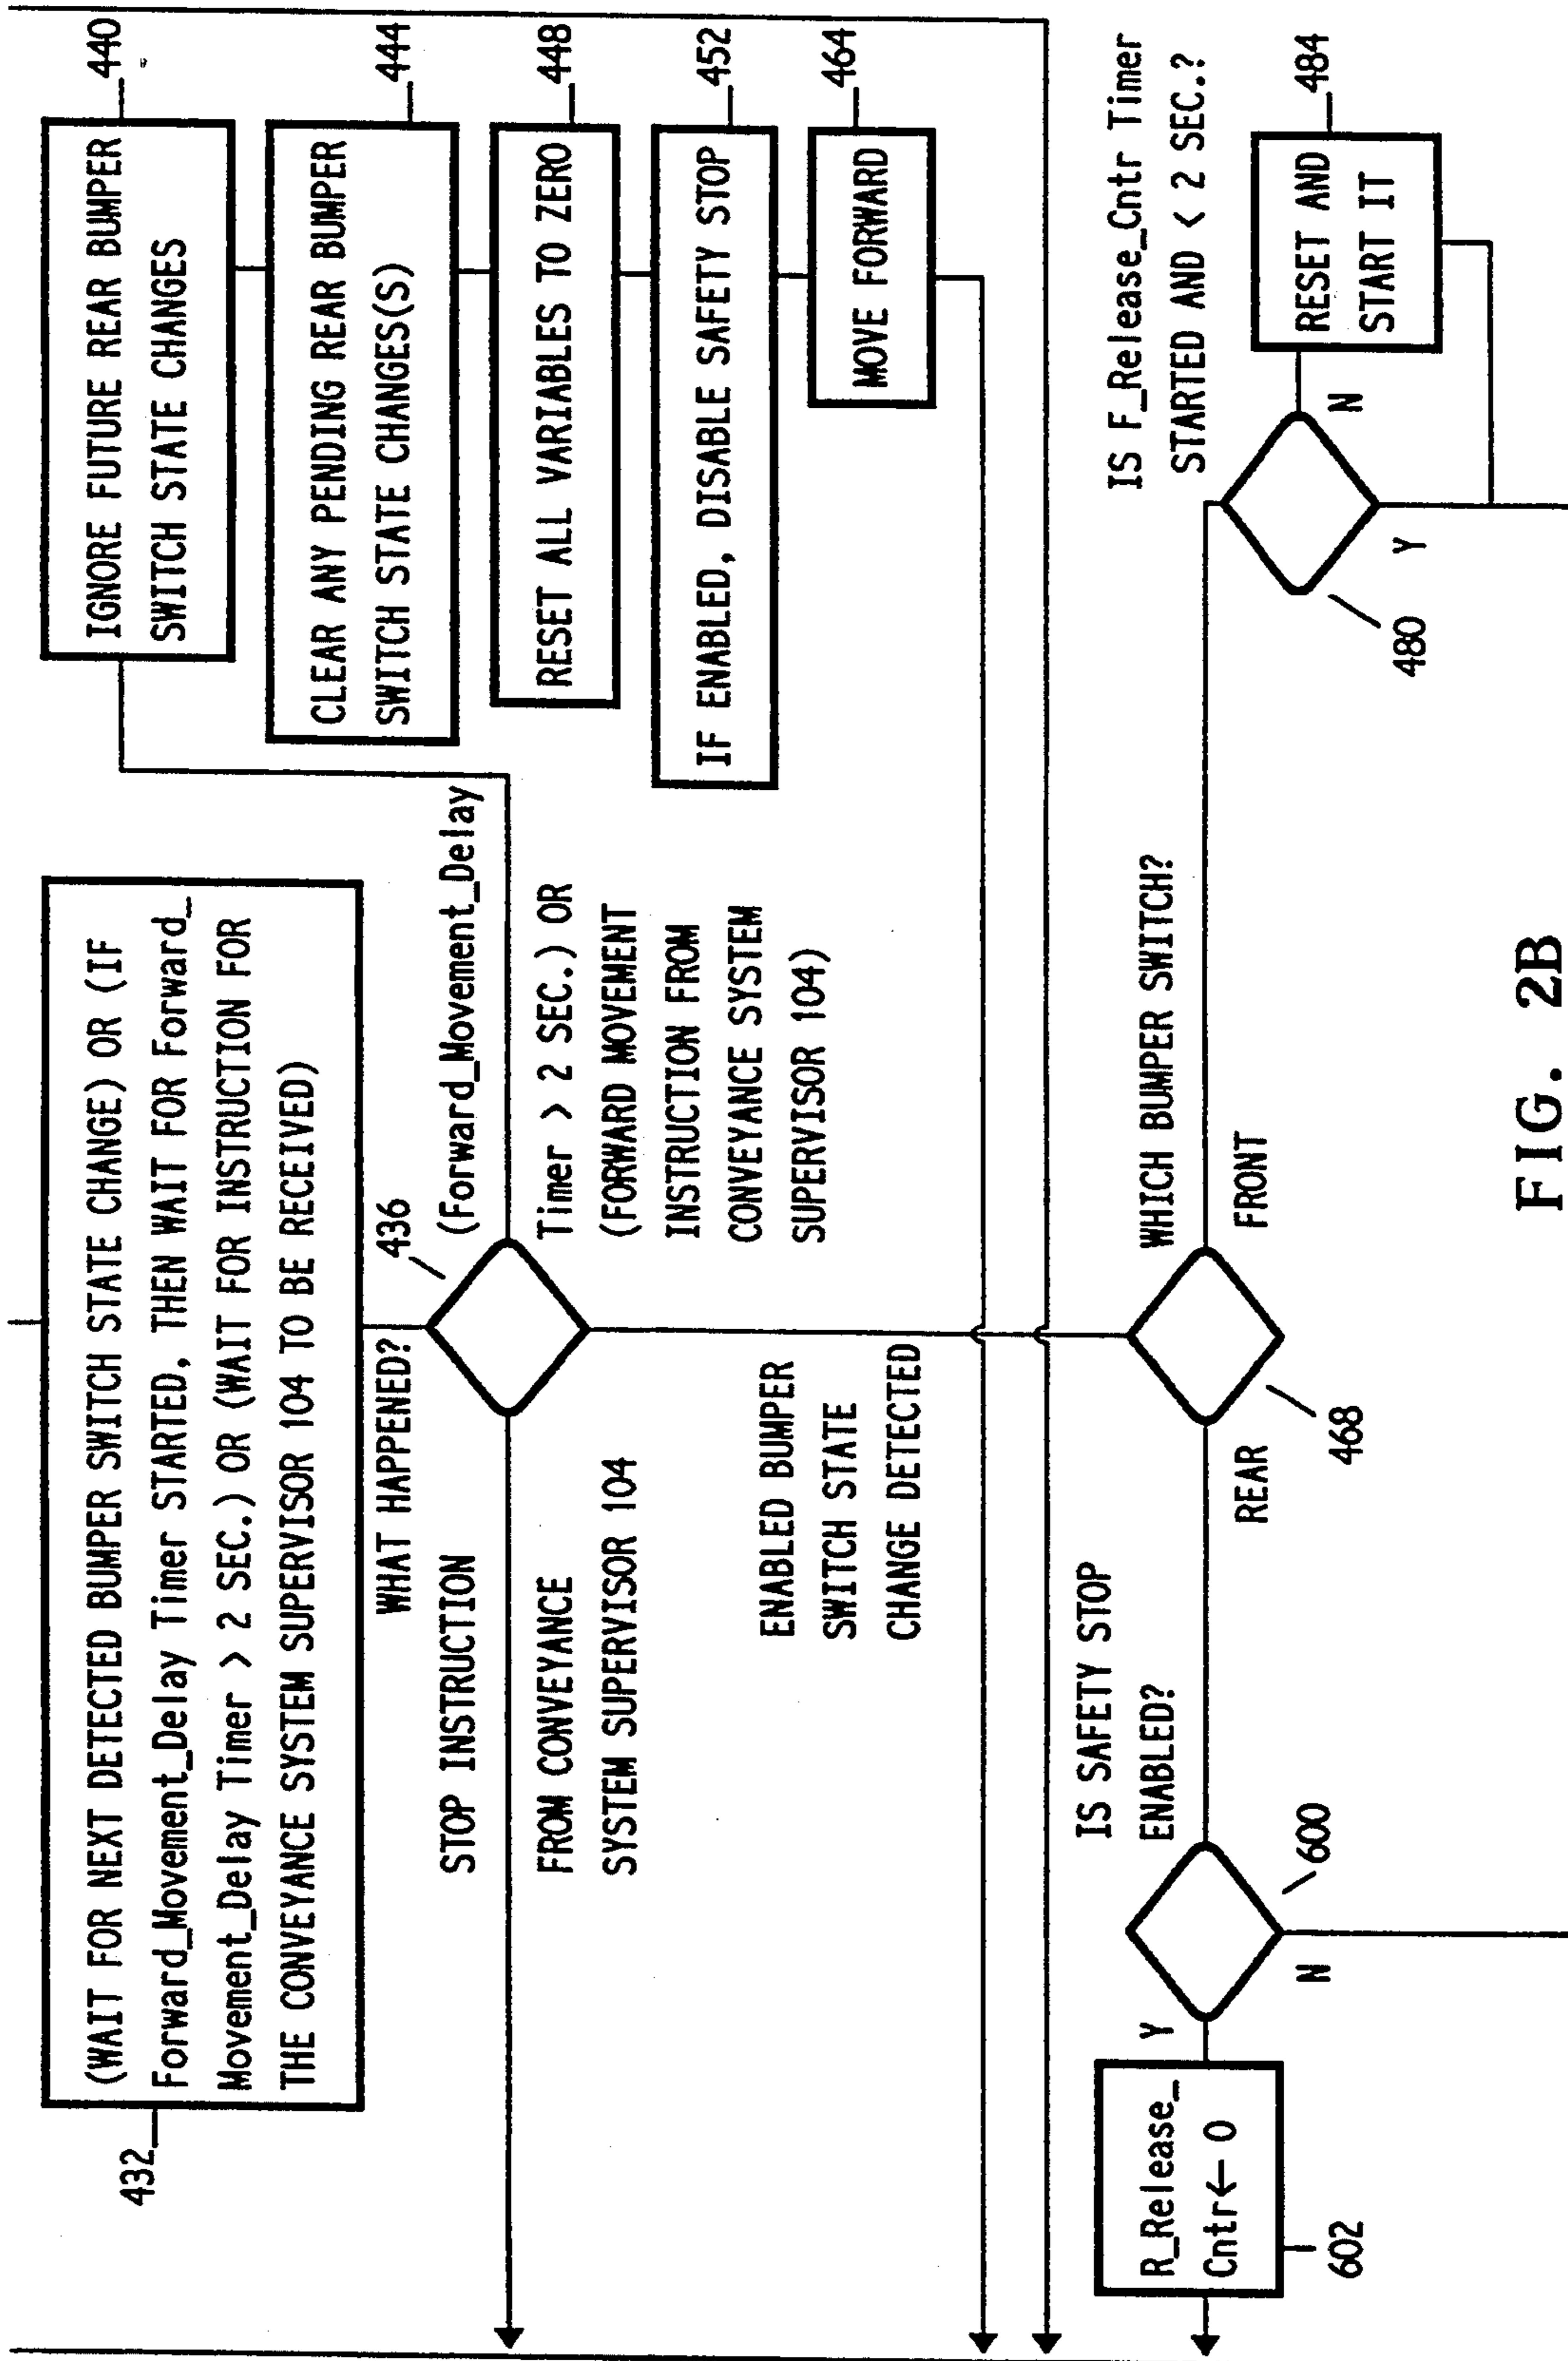 432
(WAIT FOR NEXT DETECTED BUMPER SWITCH STATE CHANGE) OR (IF
Forward_Movement_Delay Timer STARTED, THEN WAIT FOR Forward_
Movement_Delay Timer > 2 SEC.) OR (WAIT FOR INSTRUCTION FOR
THE CONVEYANCE SYSTEM SUPERVISOR 104 TO BE RECEIVED)
WHAT HAPPENED?
436
STOP INSTRUCTION
FROM CONVEYANCE
SYSTEM SUPERVISOR 104
(Forward_Movement_Delay
Timer > 2 SEC.) OR
(FORWARD MOVEMENT
INSTRUCTION FROM
CONVEYANCE SYSTEM
SUPERVISOR 104)
IGNORE FUTURE REAR BUMPER
SWITCH STATE CHANGES
440
CLEAR ANY PENDING REAR BUMPER
SWITCH STATE CHANGES(S)
444
RESET ALL VARIABLES TO ZERO
448
IF ENABLED, DISABLE SAFETY STOP
452
MOVE FORWARD
464
ENABLED BUMPER
SWITCH STATE
CHANGE DETECTED
WHICH BUMPER SWITCH?
REAR
468
FRONT
IS SAFETY STOP
ENABLED?
600
Y
N
R_Release_
Cntr← 0
602
IS F_Release_Cntr Timer
STARTED AND < 2 SEC.?
480
N
Y
RESET AND
START IT
484
FIG. 2B